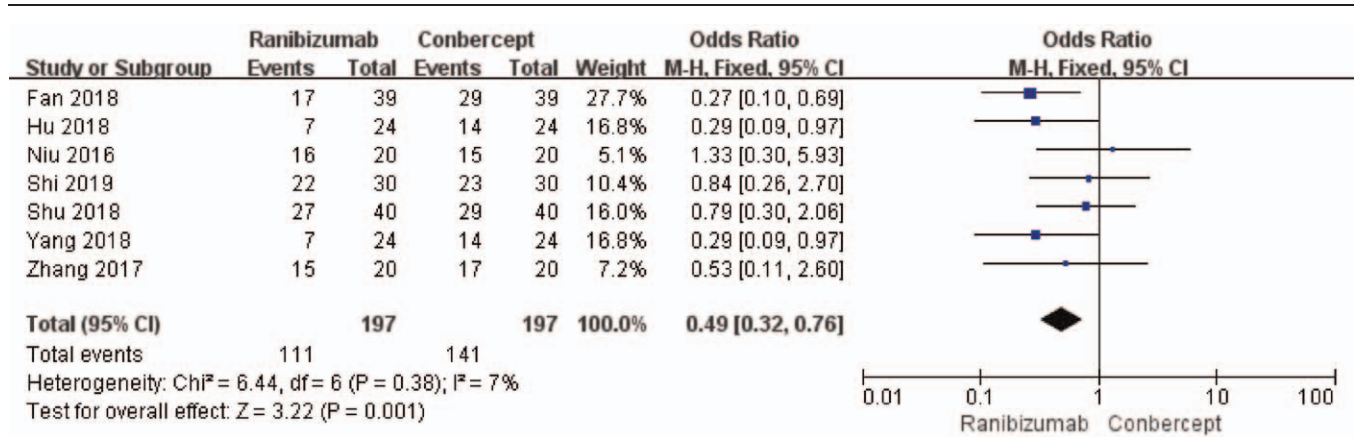 Ranibizumab Conbercept Odds Ratio Odds Ratio
Study or Subgroup Events Total Events Total Weight M-H, Fixed, 95% CI M-H, Fixed, 95% CI
Fan 2018 17 39 29 39 27.7% 0.27 [0.10, 0.69]
Hu 2018 7 24 14 24 16.8% 0.29 [0.09, 0.97]
Niu 2016 16 20 15 20 5.1% 1.33 [0.30, 5.93]
Shi 2019 22 30 23 30 10.4% 0.84 [0.26, 2.70]
Shu 2018 27 40 29 40 16.0% 0.79 [0.30, 2.06]
Yang 2018 7 24 14 24 16.8% 0.29 [0.09, 0.97]
Zhang 2017 15 20 17 20 7.2% 0.53 [0.11, 2.60]
Total (95% CI) 197 197 100.0% 0.49 [0.32, 0.76]
Total events 111 141
Heterogeneity: Chi² = 6.44, df = 6 (P = 0.38); I² = 7%
Test for overall effect: Z = 3.22 (P = 0.001)
0.01 0.1 1 10 100
Ranibizumab Conbercept